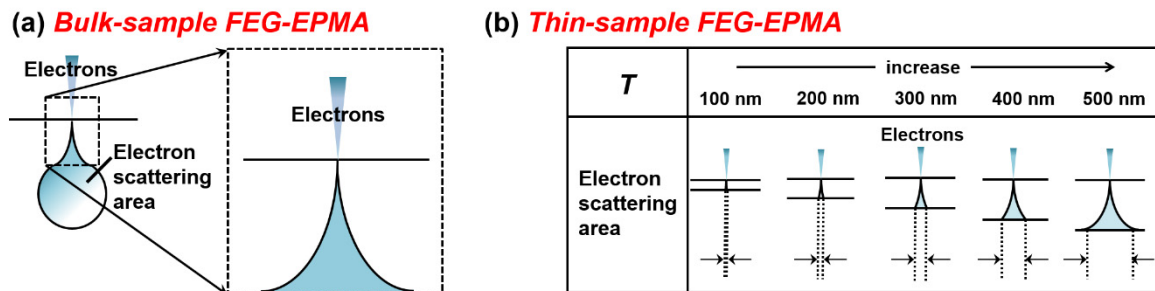 (a) Bulk-sample FEG-EPMA
Electrons
Electron
scattering
area
Electrons
(b) Thin-sample FEG-EPMA
T
increase
100 nm 200 nm 300 nm 400 nm 500 nm
Electrons
Electron
scattering
area